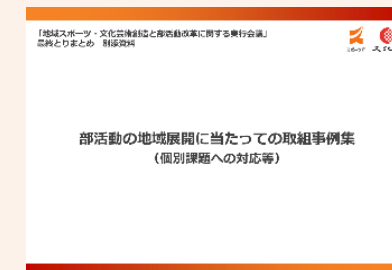 「地域スポーツ・文化芸術創造と部活動改革に関する実行会議」
最終とりまとめ 別添資料
部活動の地域展開に当たっての取組事例集
（個別課題への対応等）